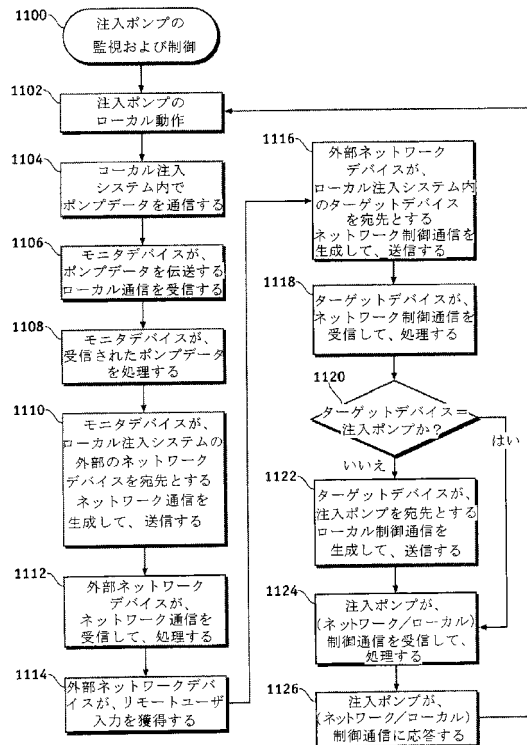 1100
注入ポンプの
監視および制御
1102
注入ポンプの
ローカル動作
1104
ローカル注入
システム内で
ポンプデータを通信する
1106
モニタデバイスが、
ポンプデータを伝送する
ローカル通信を受信する
1108
モニタデバイスが、
受信されたポンプデータ
を処理する
1110
モニタデバイスが、
ローカル注入システムの
外部のネットワーク
デバイスを宛先とする
ネットワーク通信を
生成して、送信する
1112
外部ネットワーク
デバイスが、
ネットワーク通信を
受信して、処理する
1114
外部ネットワークデバ
イスが、リモートユーザ
入力を獲得する
1116
外部ネットワーク
デバイスが、
ローカル注入システム内
のターゲットデバイス
を宛先とする
ネットワーク制御通信を
生成して、送信する
1118
ターゲットデバイスが、
ネットワーク制御通信を
受信して、処理する
1120
ターゲットデバイス＝
注入ポンプか?
はい
いいえ
1122
ターゲットデバイスが、
注入ポンプを宛先とする
ローカル制御通信を
生成して、送信する
1124
注入ポンプが、
(ネットワーク/ローカル)
制御通信を受信して、
処理する
1126
注入ポンプが、
(ネットワーク/ローカル)
制御通信に応答する